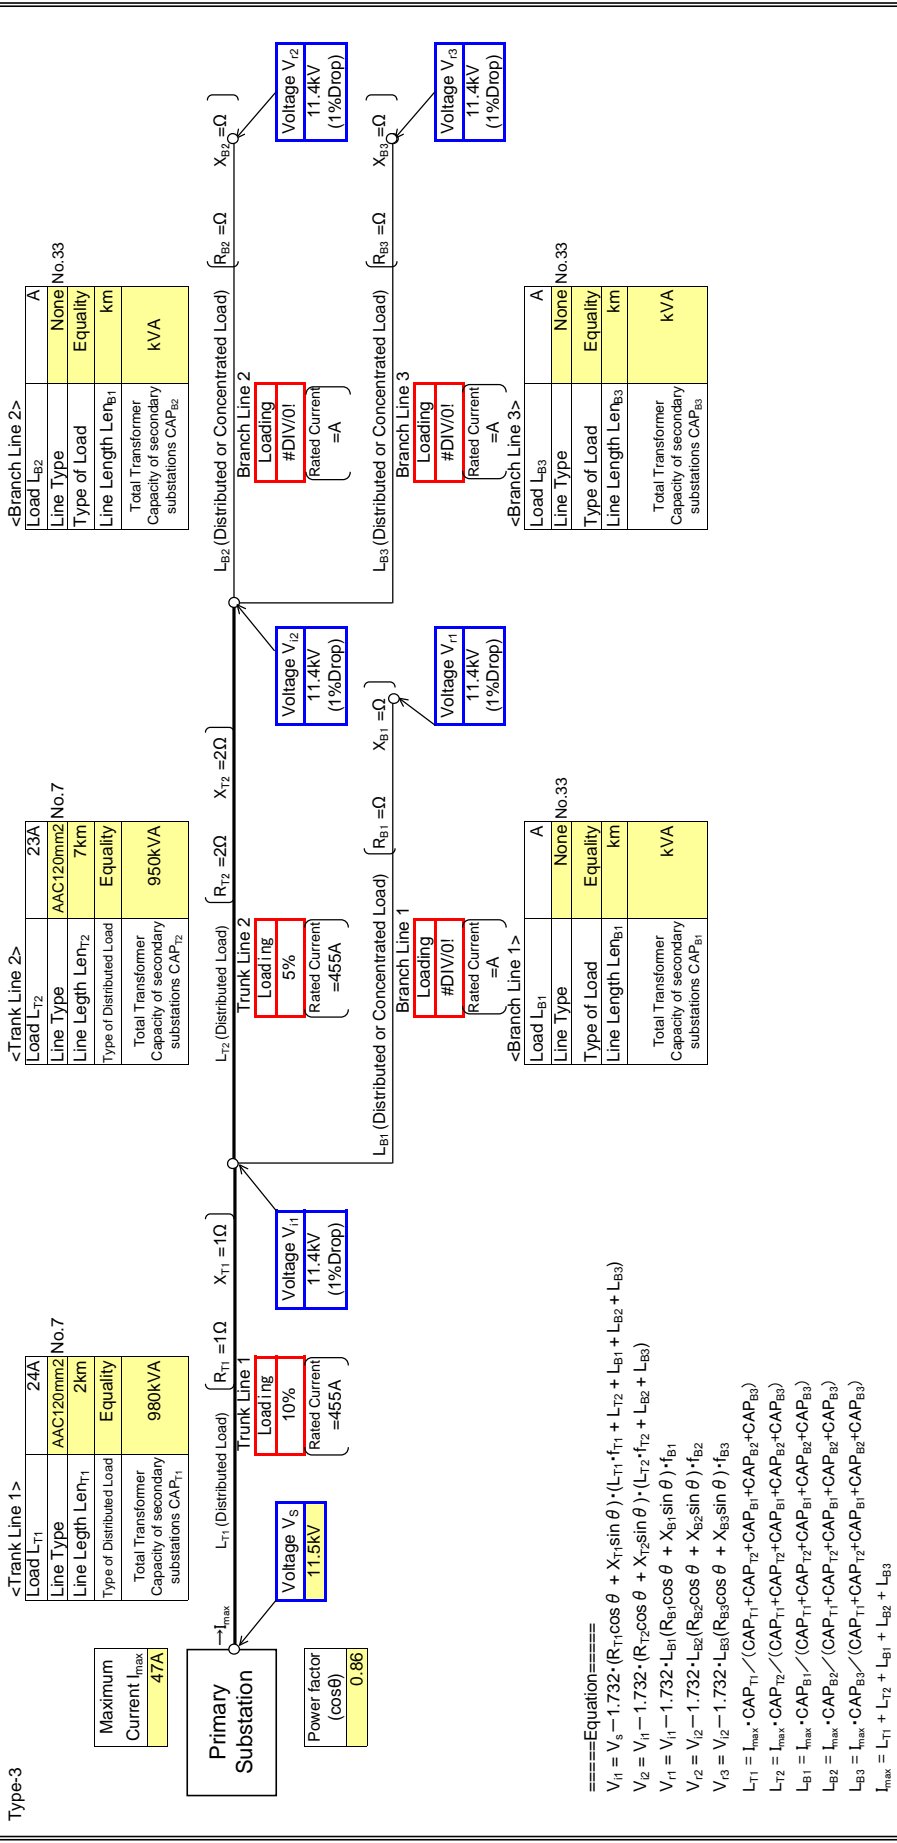 Type-3
Maximum
Current Imax
47A
Primary
Substation
Power factor
(cosθ)
0.86
→Imax
Voltage VS
11.5kV
<Trank Line 1>
Load LT1 24A
Line Type AAC120mm2 No.7
Line Legth LenT1 2km
Type of Distributed Load Equality
Total Transformer
Capacity of secondary
substations CAPT1
980kVA
LT1 (Distributed Load)
RT1 =1Ω XT1 =1Ω
Trunk Line 1
Loading
10%
Rated Current
=455A
Voltage Vi1
11.4kV
(1%Drop)
<Trank Line 2>
Load LT2 23A
Line Type AAC120mm2 No.7
Line Legth LenT2 7km
Type of Distributed Load Equality
Total Transformer
Capacity of secondary
substations CAPT2
950kVA
LT2 (Distributed Load)
RT2 =2Ω XT2 =2Ω
Trunk Line 2
Loading
5%
Rated Current
=455A
Voltage Vi2
11.4kV
(1%Drop)
LB1 (Distributed or Concentrated Load)
RB1 =Ω XB1 =Ω
Branch Line 1
Loading
#DIV/0!
Rated Current
=A
Voltage Vr1
11.4kV
(1%Drop)
<Branch Line 1>
Load LB1 A
Line Type None No.33
Type of Load Equality
Line Length LenB1 km
Total Transformer
Capacity of secondary
substations CAPB1
kVA
<Branch Line 2>
Load LB2 A
Line Type None No.33
Type of Load Equality
Line Length LenB1 km
Total Transformer
Capacity of secondary
substations CAPB2
kVA
LB2 (Distributed or Concentrated Load)
RB2 =Ω XB2 =Ω
Branch Line 2
Loading
#DIV/0!
Rated Current
=A
Voltage Vr2
11.4kV
(1%Drop)
LB3 (Distributed or Concentrated Load)
RB3 =Ω XB3 =Ω
Branch Line 3
Loading
#DIV/0!
Rated Current
=A
Voltage Vr3
11.4kV
(1%Drop)
<Branch Line 3>
Load LB3 A
Line Type None No.33
Type of Load Equality
Line Length LenB3 km
Total Transformer
Capacity of secondary
substations CAPB3
kVA
=====Equation=====
Vi1 = Vs－1.732・(RT1cos θ + XT1sin θ)・(LT1・fT1 + LT2 + LB1 + LB2 + LB3)
Vi2 = Vi1－1.732・(RT2cos θ + XT2sin θ)・(LT2・fT2 + LB2 + LB3)
Vr1 = Vi1－1.732・LB1(RB1cos θ + XB1sin θ)・fB1
Vr2 = Vi2－1.732・LB2(RB2cos θ + XB2sin θ)・fB2
Vr3 = Vi2－1.732・LB3(RB3cos θ + XB3sin θ)・fB3
LT1 = Imax・CAPT1／(CAPT1+CAPT2+CAPB1+CAPB2+CAPB3)
LT2 = Imax・CAPT2／(CAPT1+CAPT2+CAPB1+CAPB2+CAPB3)
LB1 = Imax・CAPB1／(CAPT1+CAPT2+CAPB1+CAPB2+CAPB3)
LB2 = Imax・CAPB2／(CAPT1+CAPT2+CAPB1+CAPB2+CAPB3)
LB3 = Imax・CAPB3／(CAPT1+CAPT2+CAPB1+CAPB2+CAPB3)
Imax = LT1 + LT2 + LB1 + LB2 + LB3